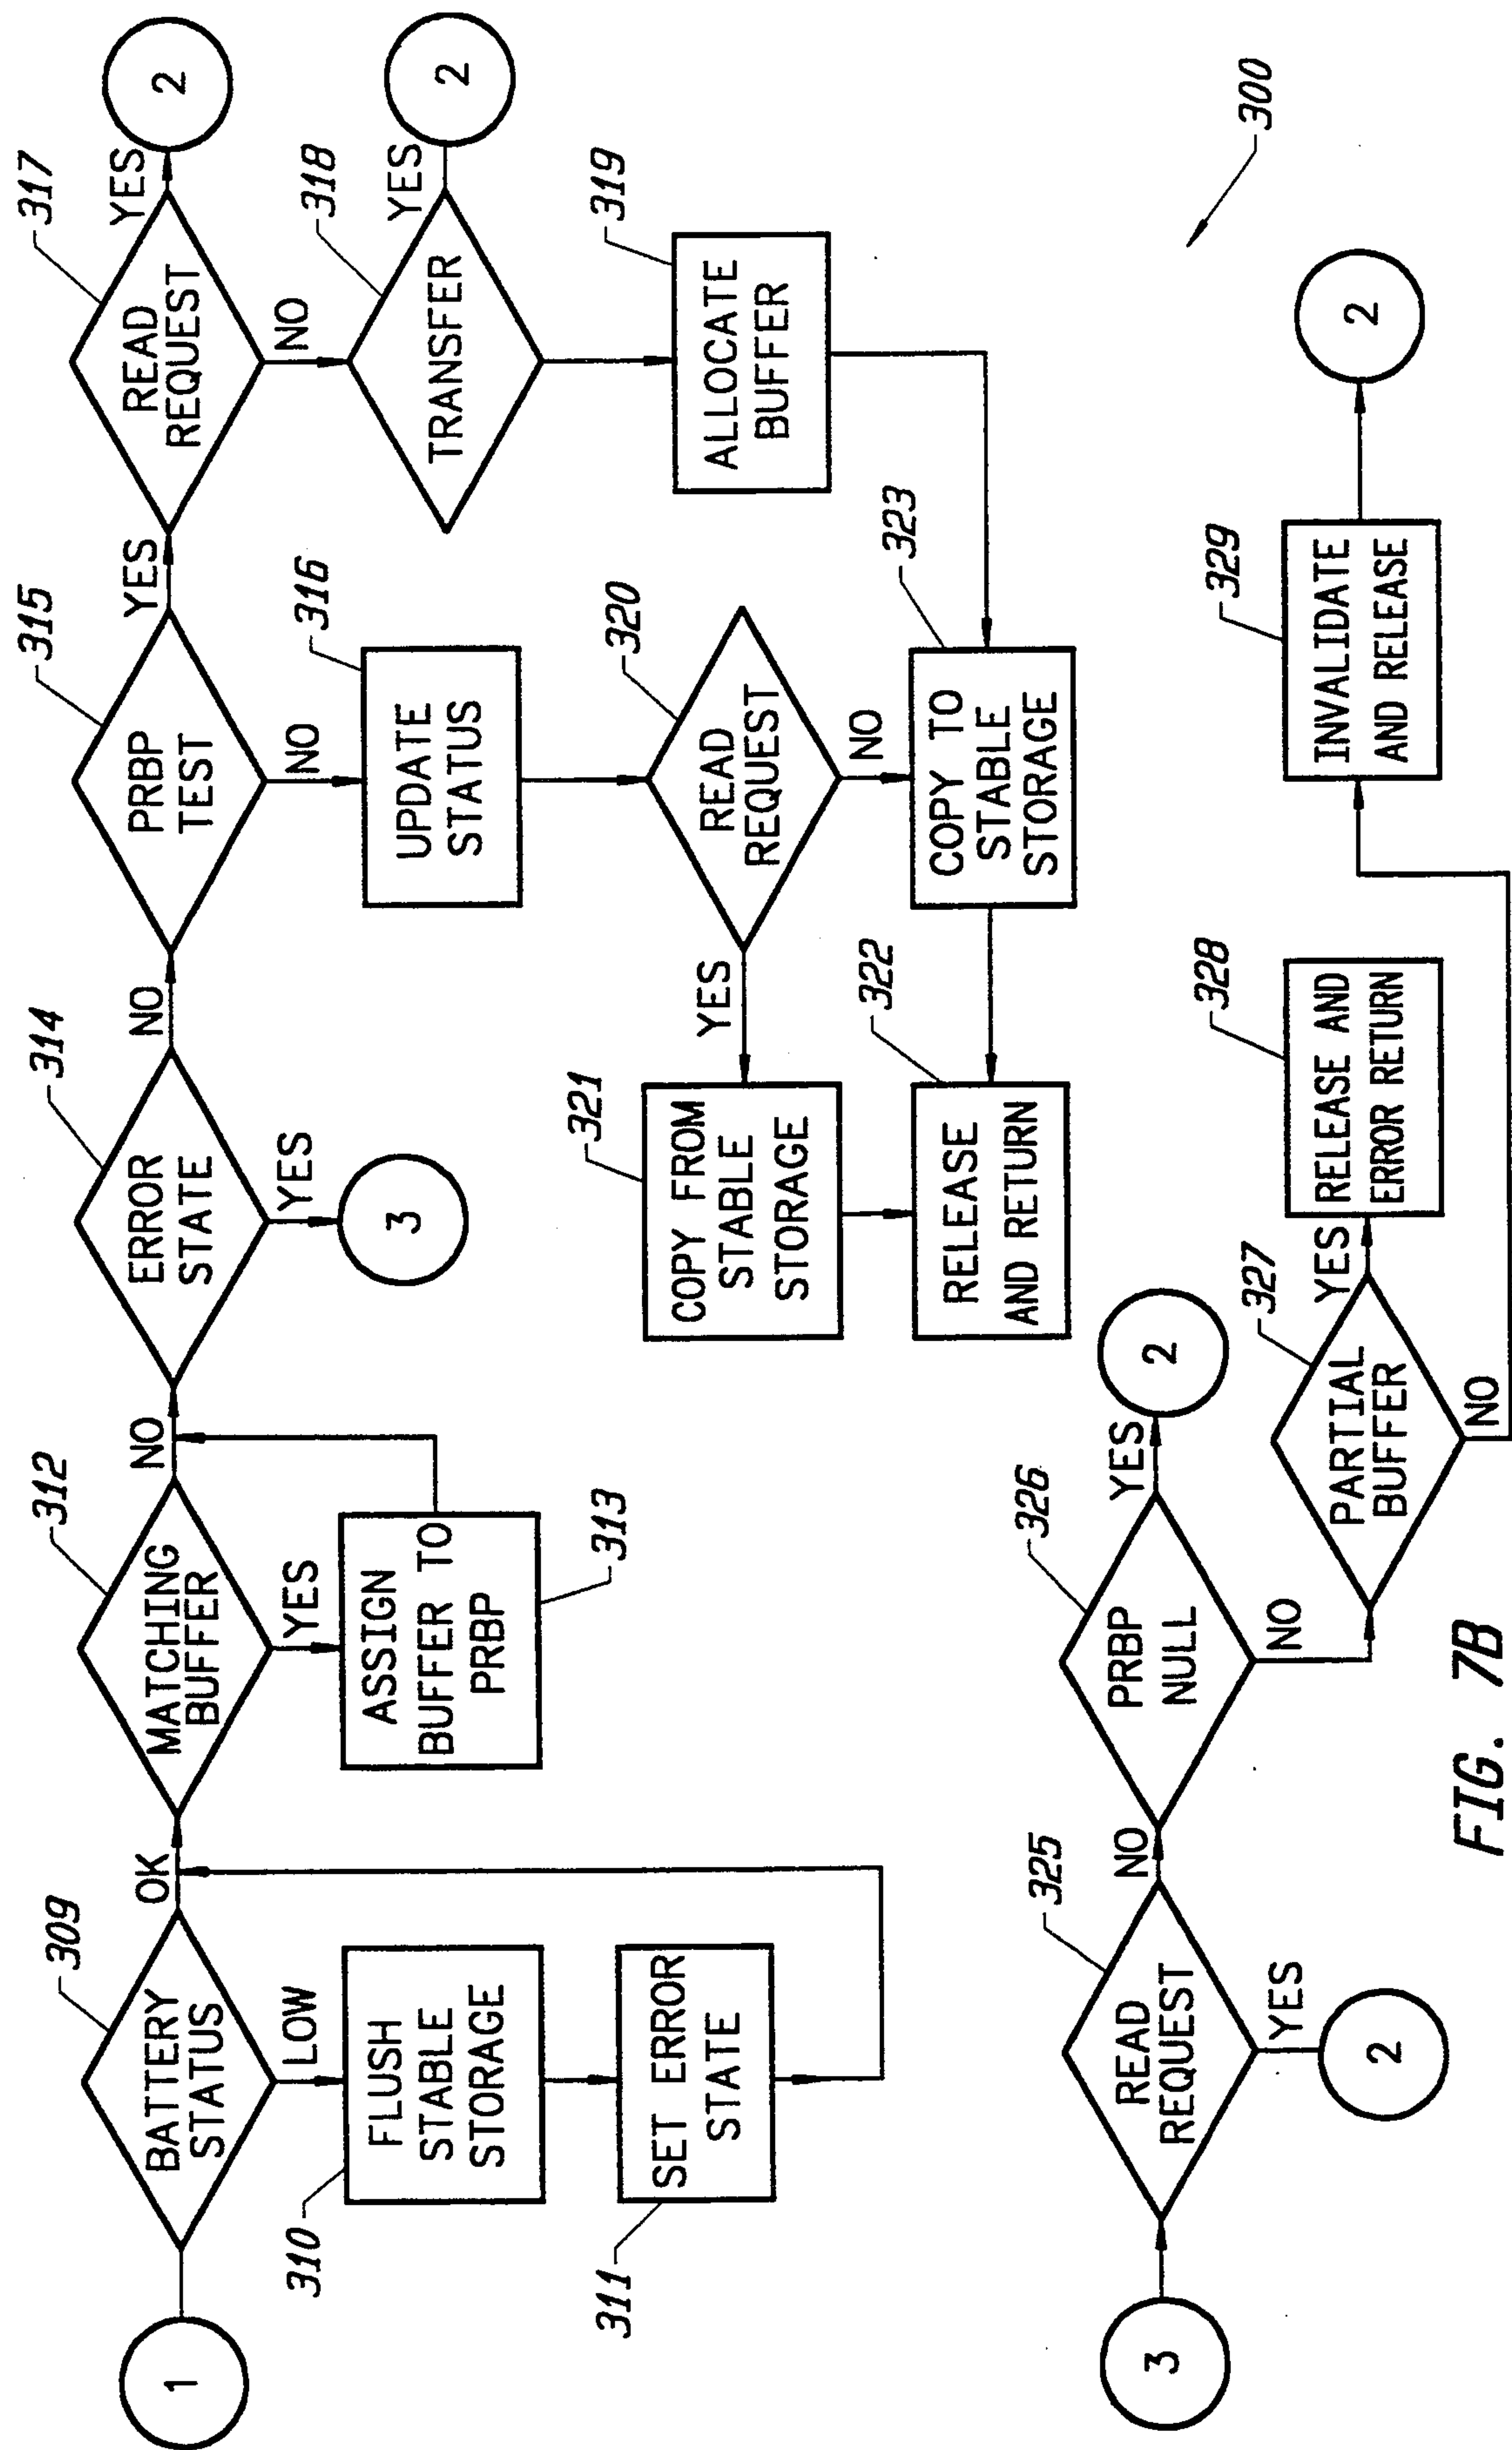 1
309
BATTERY
STATUS
OK
LOW
310
FLUSH
STABLE
STORAGE
311
SET ERROR
STATE
312
MATCHING
BUFFER
NO
YES
313
ASSIGN
BUFFER TO
PRBP
314
ERROR
STATE
NO
YES
3
315
PRBP
TEST
YES
NO
316
UPDATE
STATUS
317
READ
REQUEST
YES
2
NO
318
TRANSFER
YES
2
319
ALLOCATE
BUFFER
320
READ
REQUEST
YES
NO
321
COPY FROM
STABLE
STORAGE
322
RELEASE
AND RETURN
323
COPY TO
STABLE
STORAGE
3
325
READ
REQUEST
NO
YES
2
326
PRBP
NULL
YES
2
NO
327
PARTIAL
BUFFER
YES
NO
328
RELEASE AND
ERROR RETURN
329
INVALIDATE
AND RELEASE
2
300
FIG. 7B